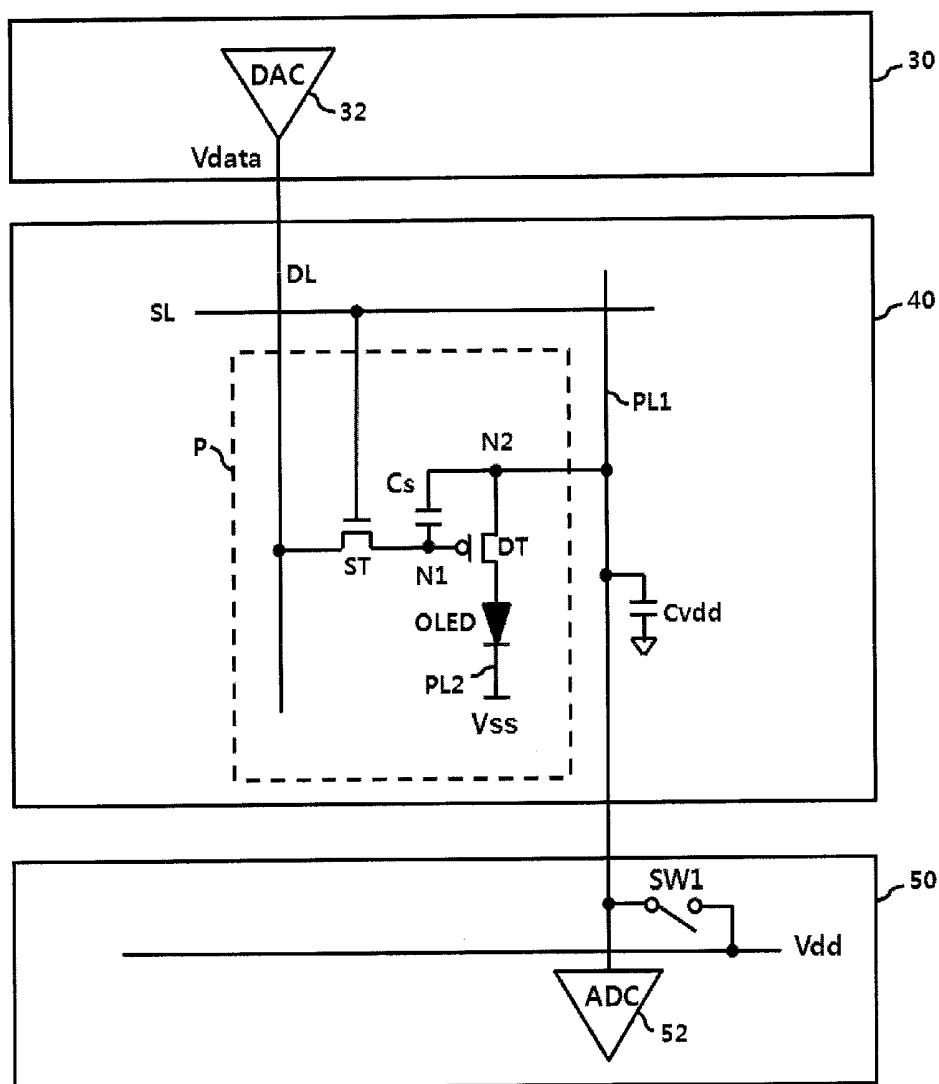 DAC
30
32
Vdata
DL
SL
40
PL1
P
N2
Cs
ST
N1
DT
OLED
Cvdd
PL2
Vss
50
SW1
Vdd
ADC
52